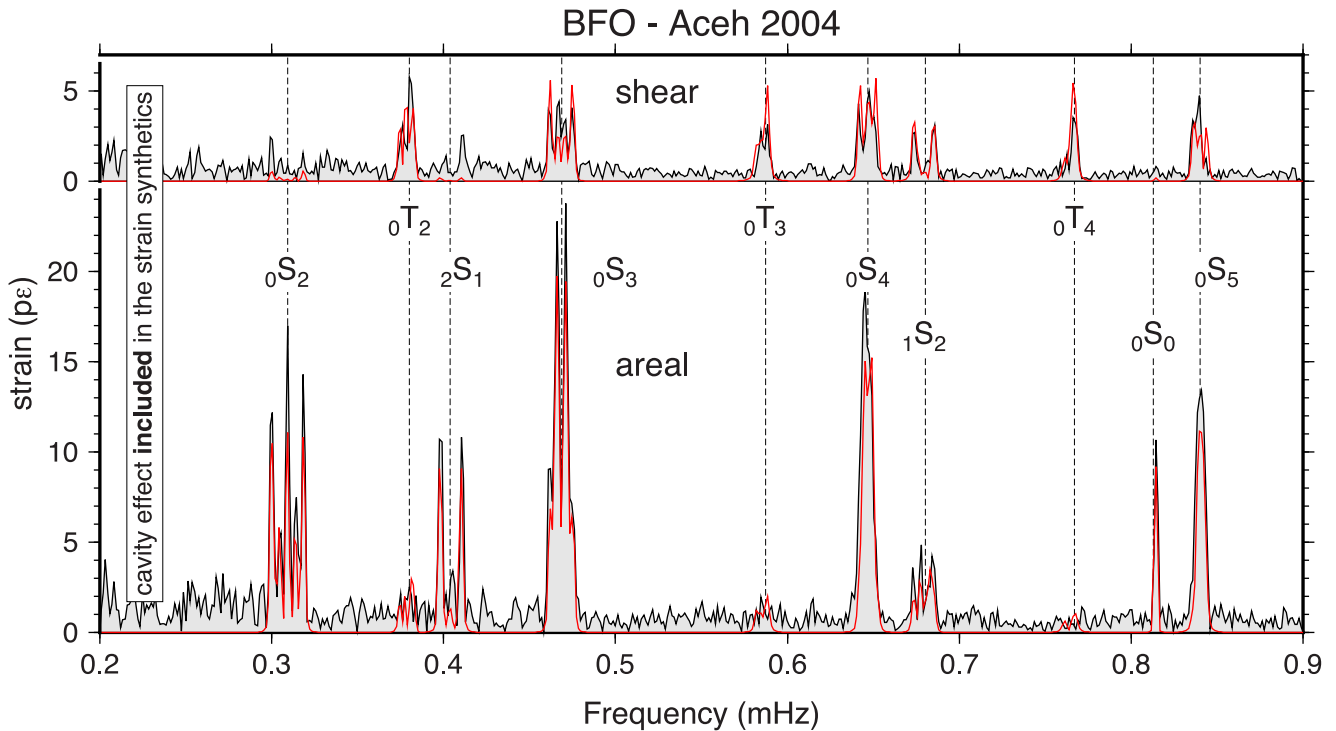 BFO - Aceh 2004
shear
5
0
cavity effect included in the strain synthetics
₀T₂
₀T₃
₀T₄
₀S₂
₂S₁
₀S₃
₀S₄
₀S₅
₁S₂
₀S₀
areal
strain (pε)
20
15
10
5
0
0.2 0.3 0.4 0.5 0.6 0.7 0.8 0.9
Frequency (mHz)